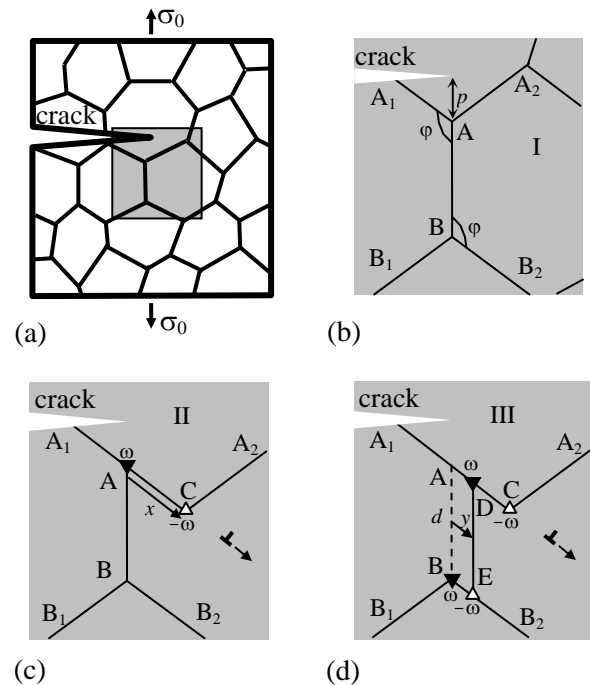 σ₀
crack
σ₀
(a)
crack
A₁
p
A₂
φ
A
I
B
φ
B₁
B₂
(b)
crack
II
A₁
ω
A₂
A
C
x
-ω
B
B₁
B₂
(c)
crack
III
A₁
A₂
A
ω
C
D
-ω
d
y
B
E
ω
-ω
B₁
B₂
(d)